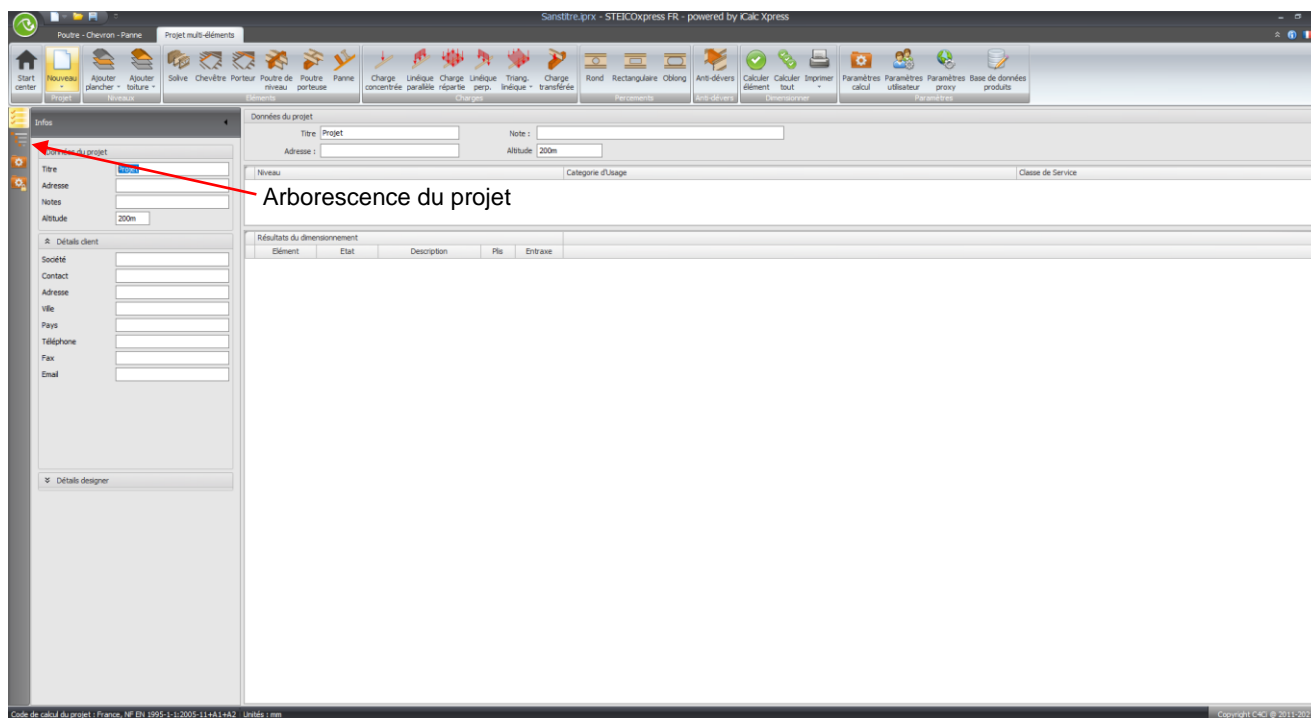 Sanstitre.iprx - STEICOxpress FR - powered by iCalc Xpress
Poutre - Chevron - Panne
Projet multi-éléments
Start center
Nouveau
Ajouter plancher
Ajouter toiture
Solive
Chevêtre
Porteur
Poutre de niveau
Poutre porteuse
Panne
Charge concentrée
Linéique parallèle
Charge répartie
Linéique perp.
Triang. linéique
Charge transférée
Rond
Rectangulaire
Oblong
Anti-dévers
Calculer élément
Calculer tout
Imprimer
Paramètres calcul
Paramètres utilisateur
Paramètres proxy
Base de données produits
Projet
Niveaux
Eléments
Charges
Percements
Anti-dévers
Dimensionner
Paramètres
Infos
Données du projet
Titre
Projet
Adresse
Notes
Altitude
200m
Détails client
Société
Contact
Adresse
Ville
Pays
Téléphone
Fax
Email
Détails designer
Données du projet
Titre Projet
Note :
Adresse :
Altitude 200m
Niveau
Categorie d'Usage
Classe de Service
Arborescence du projet
Résultats du dimensionnement
Elément
Etat
Description
Plis
Entraxe
Code de calcul du projet : France, NF EN 1995-1-1:2005-11+A1+A2
Unités : mm
Copyright C4G @ 2011-202